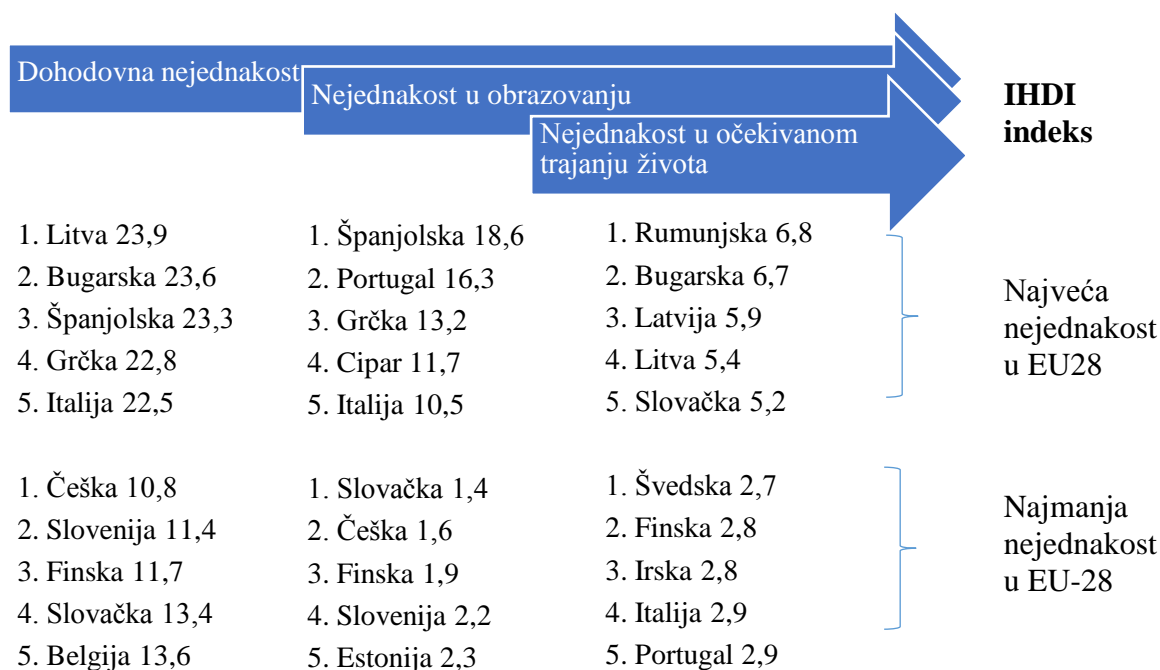 Dohodovna nejednakost
Nejednakost u obrazovanju
Nejednakost u očekivanom
trajanju života
IHDI
indeks
1. Litva 23,9
2. Bugarska 23,6
3. Španjolska 23,3
4. Grčka 22,8
5. Italija 22,5
1. Španjolska 18,6
2. Portugal 16,3
3. Grčka 13,2
4. Cipar 11,7
5. Italija 10,5
1. Rumunjska 6,8
2. Bugarska 6,7
3. Latvija 5,9
4. Litva 5,4
5. Slovačka 5,2
Najveća
nejednakost
u EU28
1. Češka 10,8
2. Slovenija 11,4
3. Finska 11,7
4. Slovačka 13,4
5. Belgija 13,6
1. Slovačka 1,4
2. Češka 1,6
3. Finska 1,9
4. Slovenija 2,2
5. Estonija 2,3
1. Švedska 2,7
2. Finska 2,8
3. Irska 2,8
4. Italija 2,9
5. Portugal 2,9
Najmanja
nejednakost
u EU-28